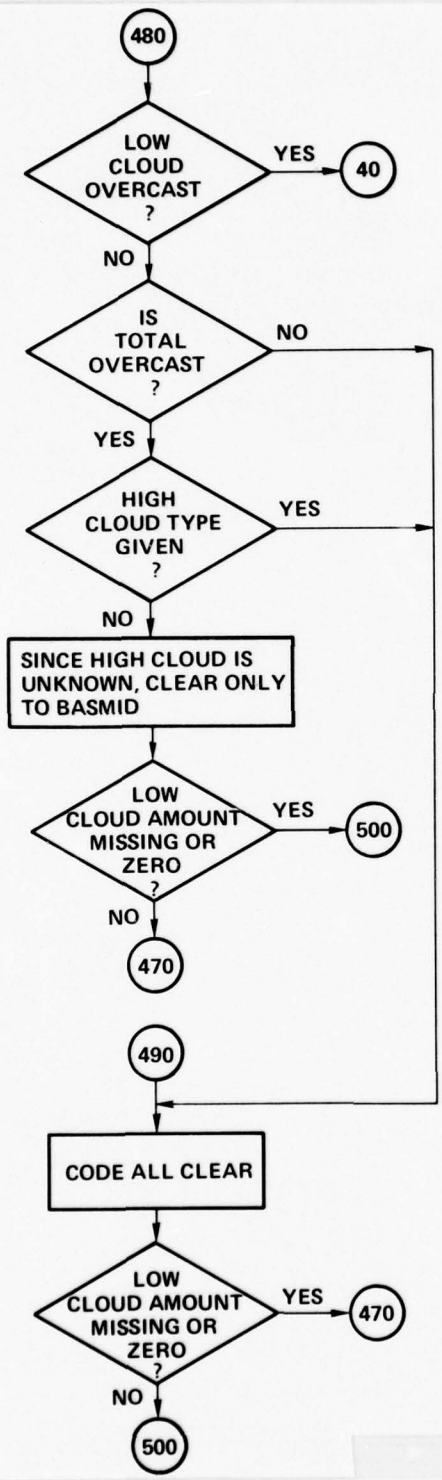 480
LOW
CLOUD
OVERCAST
?
YES
40
NO
IS
TOTAL
OVERCAST
?
NO
YES
HIGH
CLOUD TYPE
GIVEN
?
YES
NO
SINCE HIGH CLOUD IS
UNKNOWN, CLEAR ONLY
TO BASMID
LOW
CLOUD AMOUNT
MISSING OR
ZERO
?
YES
500
NO
470
490
CODE ALL CLEAR
LOW
CLOUD AMOUNT
MISSING OR
ZERO
?
YES
470
NO
500